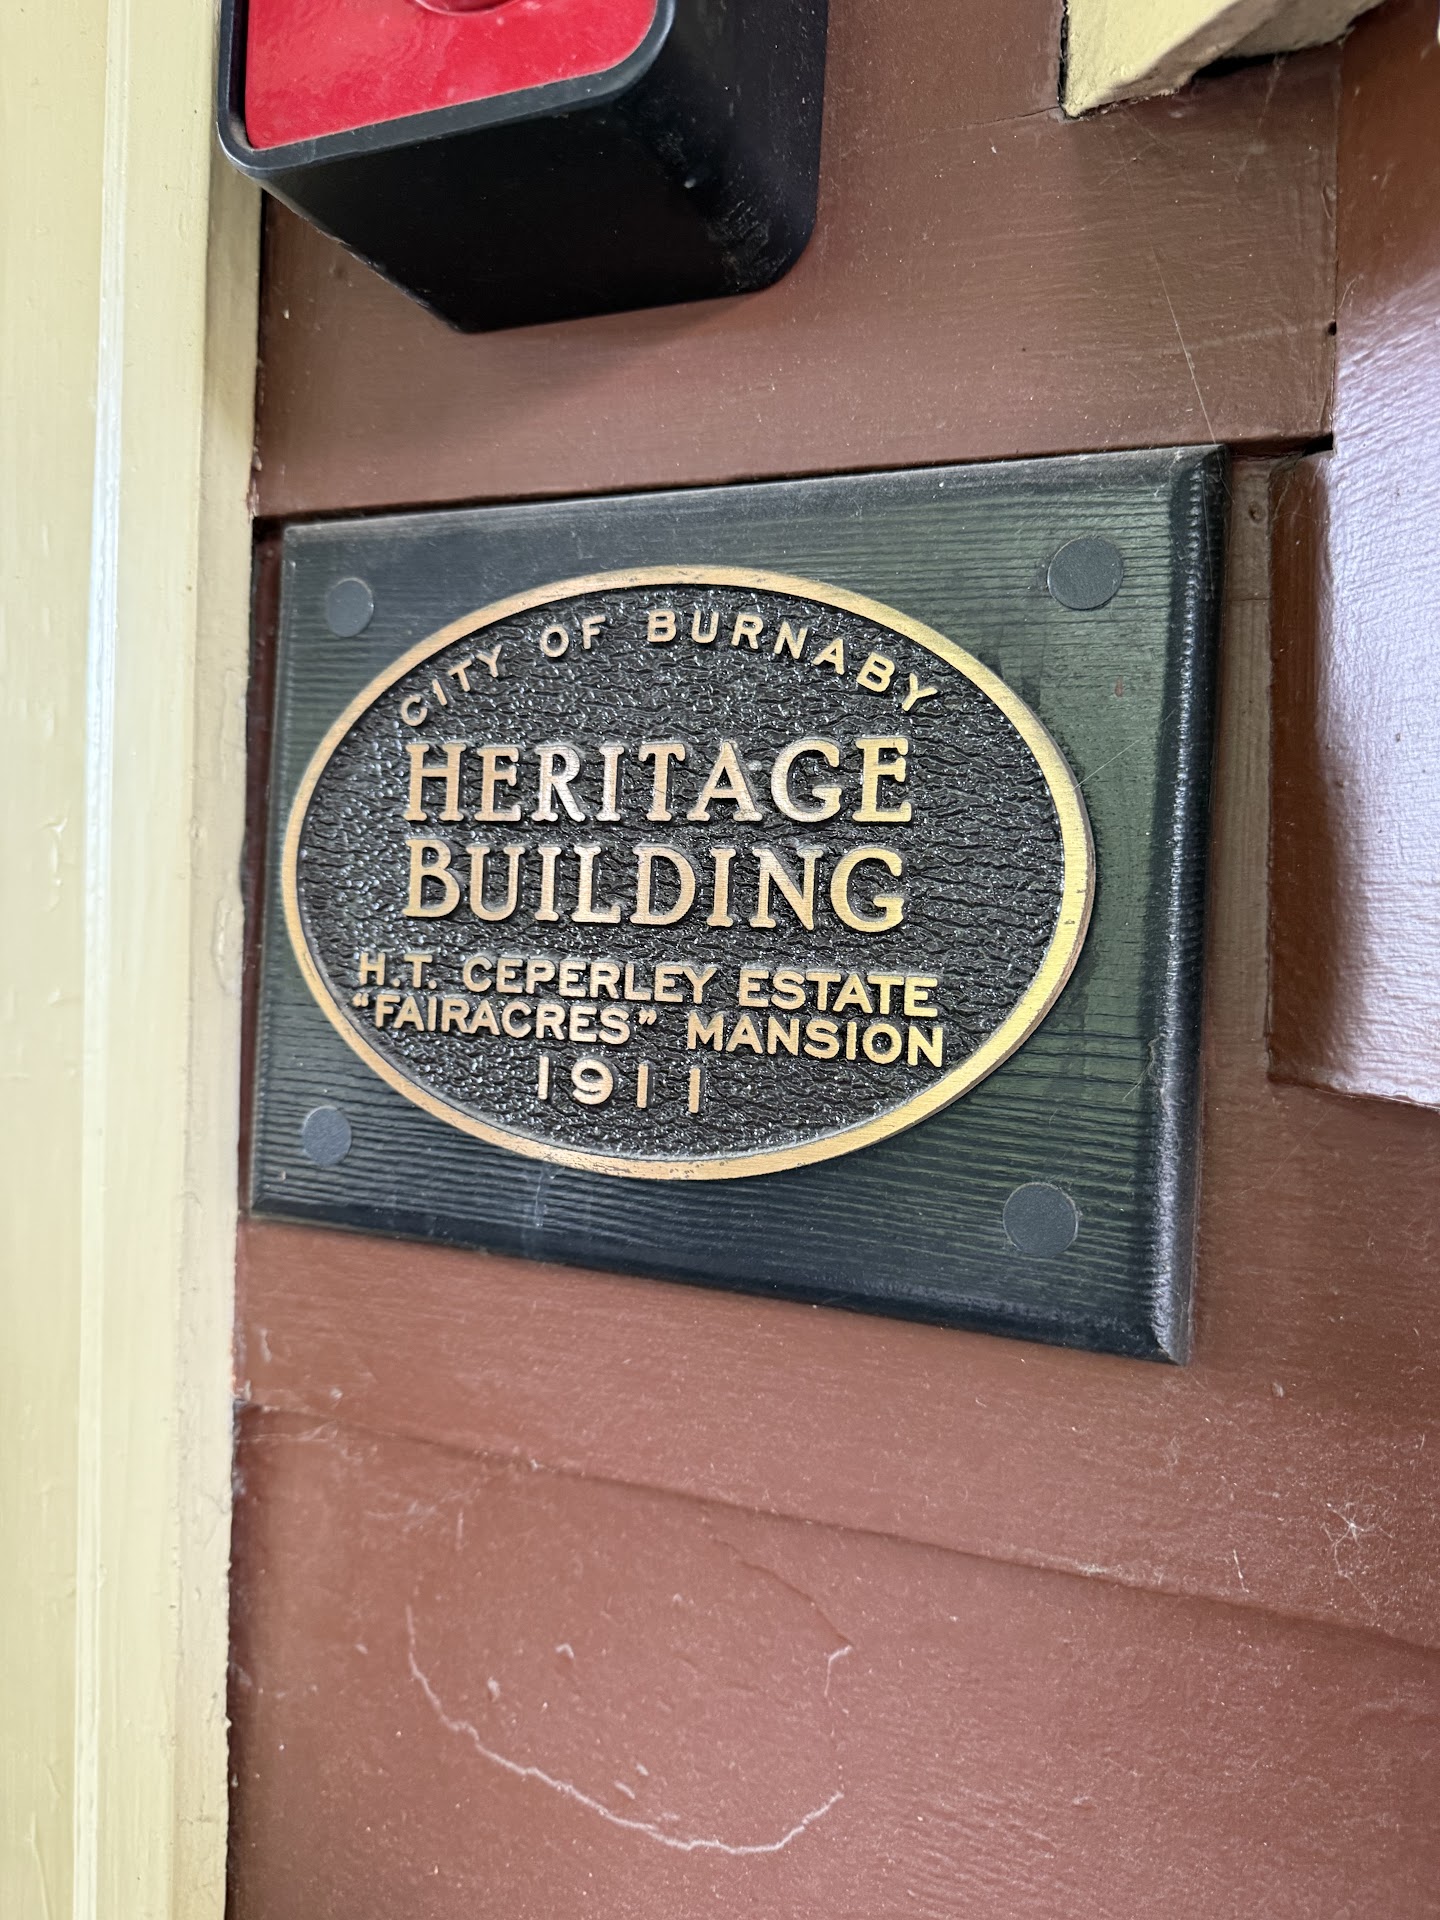 CITY OF BURNABY
HERITAGE
BUILDING
H.T. CEPERLEY ESTATE
“FAIRACRES” MANSION
1911